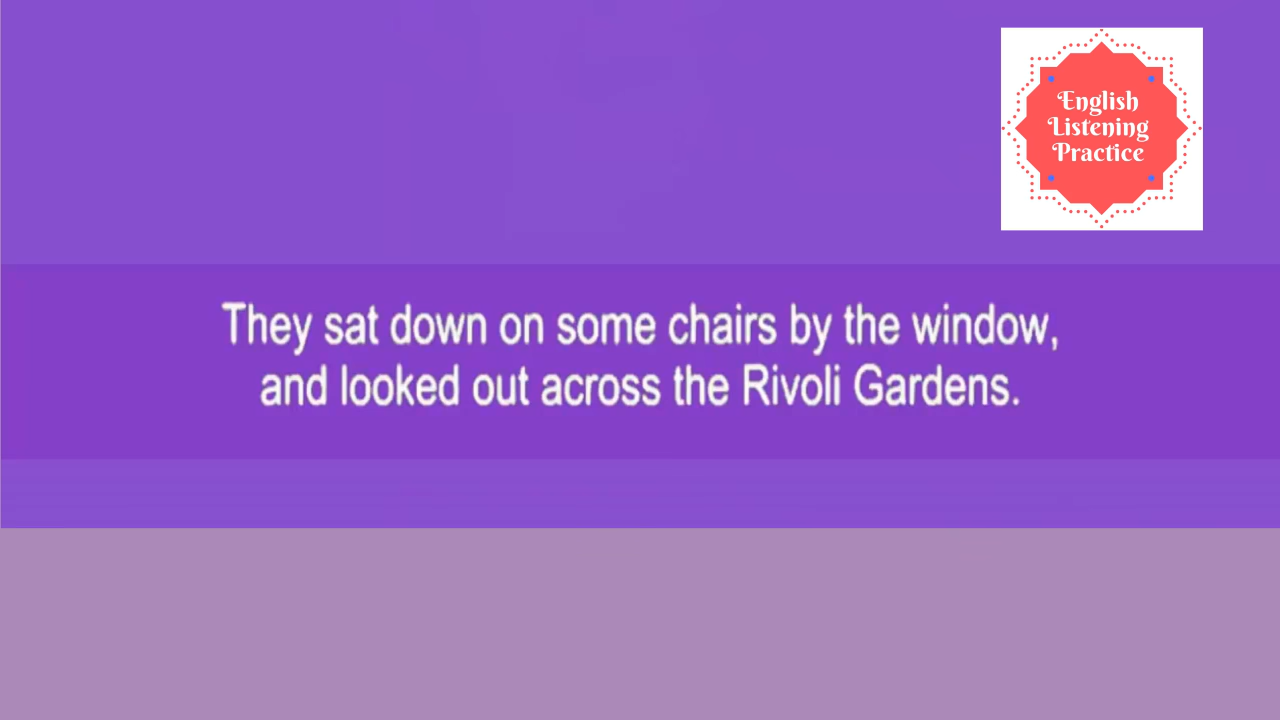 English
Listening
Practice
They sat down on some chairs by the window,
and looked out across the Rivoli Gardens.